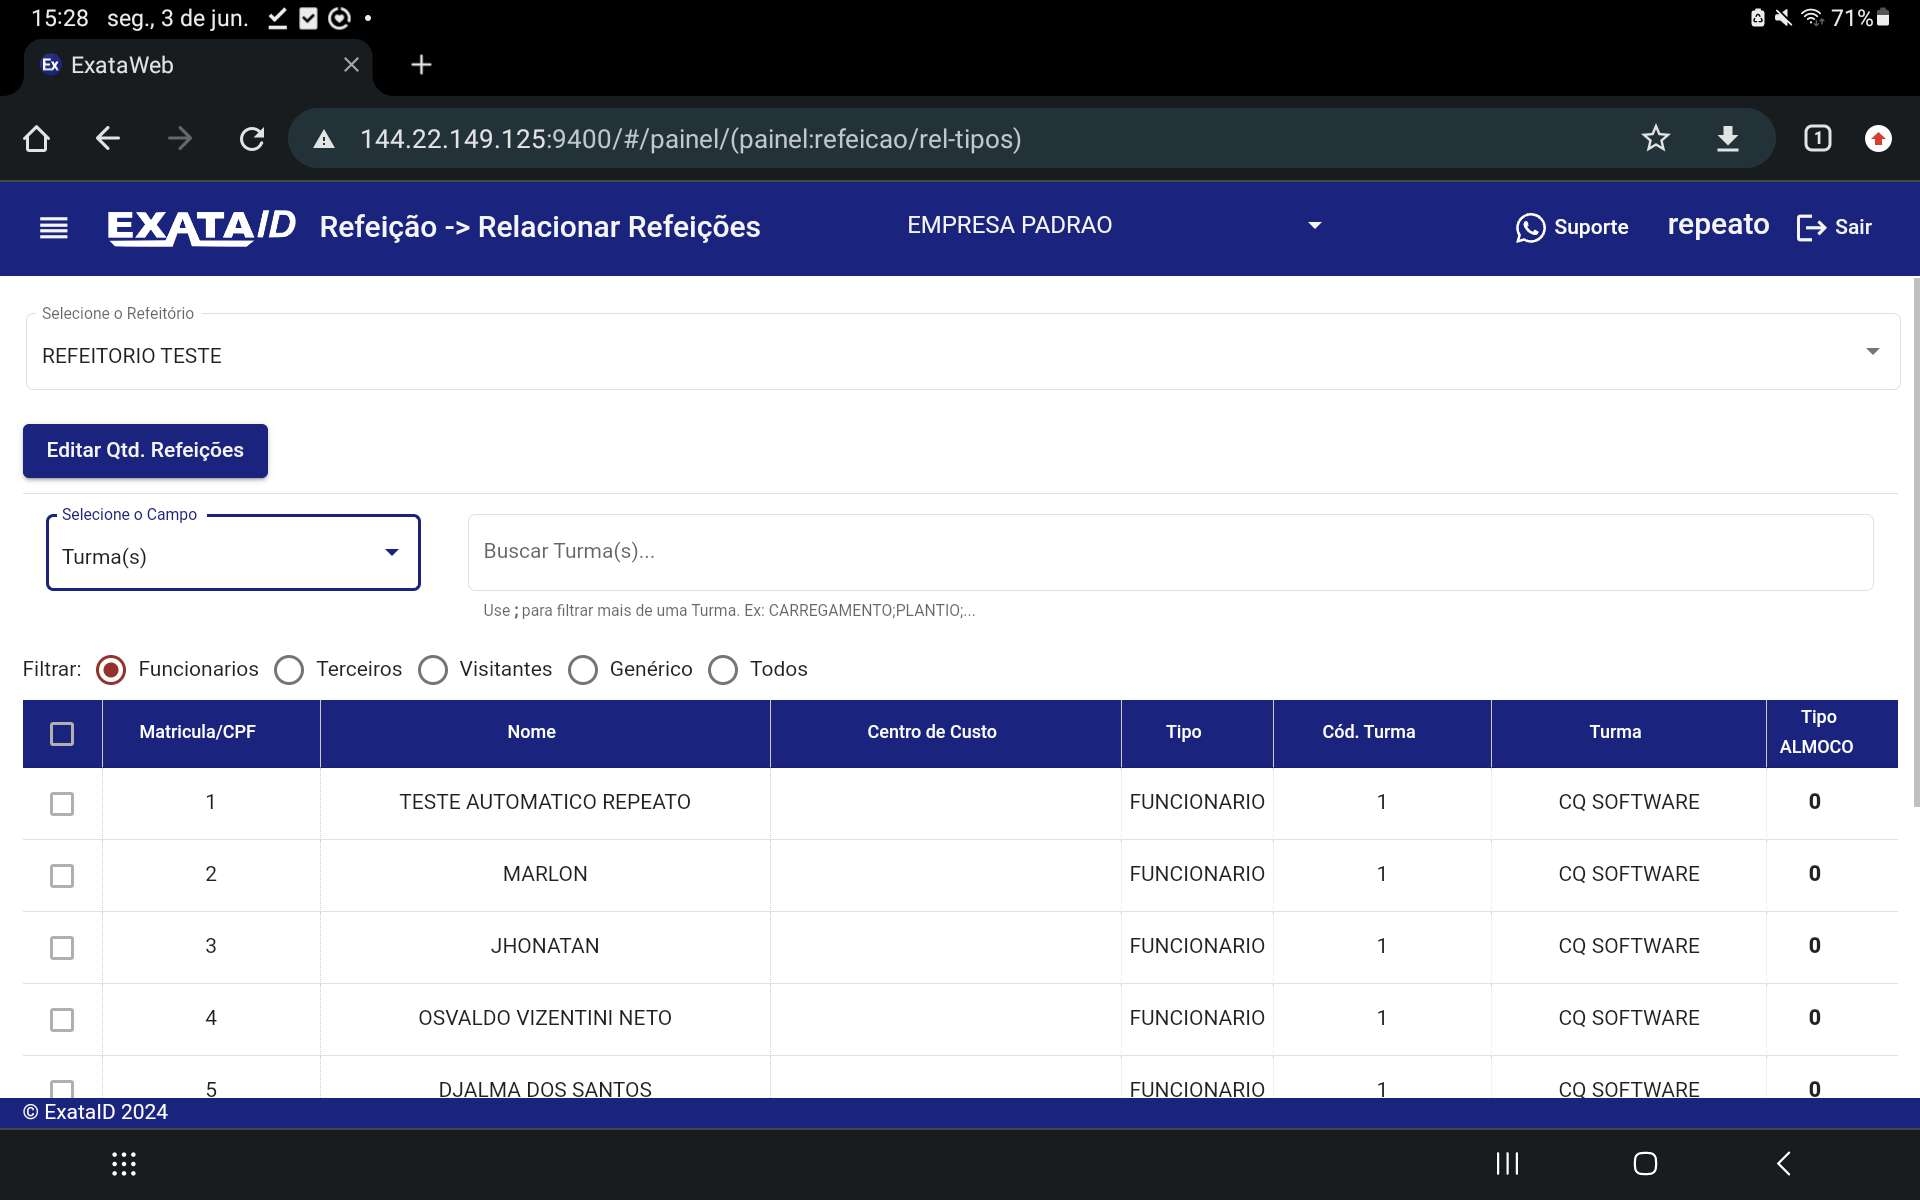 15:28 seg., 3 de jun. 71%
Ex ExataWeb
144.22.149.125:9400/#/painel/(painel:refeicao/rel-tipos) 1
EXATAID Refeição -> Relacionar Refeições EMPRESA PADRAO Suporte repeato Sair
Selecione o Refeitório
REFEITORIO TESTE
Editar Qtd. Refeições
Selecione o Campo
Turma(s) Buscar Turma(s)...
Use ; para filtrar mais de uma Turma. Ex: CARREGAMENTO;PLANTIO;...
Filtrar: Funcionarios Terceiros Visitantes Genérico Todos
Matricula/CPF Nome Centro de Custo Tipo Cód. Turma Turma Tipo ALMOCO
1 TESTE AUTOMATICO REPEATO FUNCIONARIO 1 CQ SOFTWARE 0
2 MARLON FUNCIONARIO 1 CQ SOFTWARE 0
3 JHONATAN FUNCIONARIO 1 CQ SOFTWARE 0
4 OSVALDO VIZENTINI NETO FUNCIONARIO 1 CQ SOFTWARE 0
5 DJALMA DOS SANTOS FUNCIONARIO 1 CQ SOFTWARE 0
© ExataID 2024